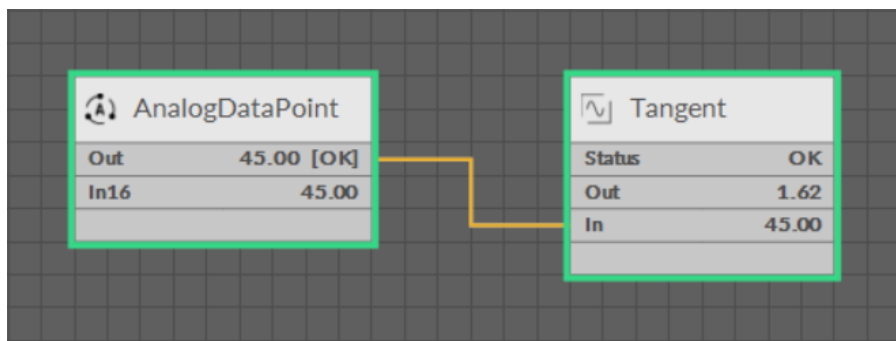 AnalogDataPoint
Out 45.00 [OK]
In16 45.00
Tangent
Status OK
Out 1.62
In 45.00